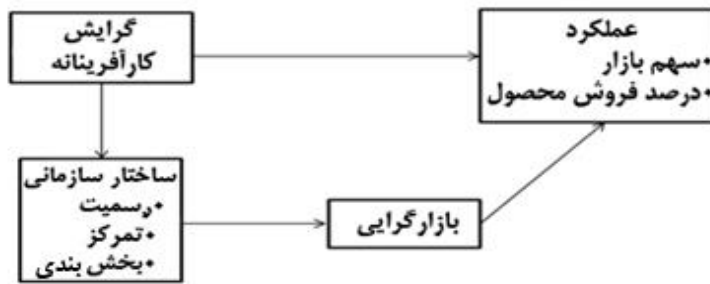 گرایش
کارآفرینانه
عملکرد
•سهم بازار
•درصد فروش محصول
ساختار سازمانی
•رسمیت
•تمرکز
•بخش بندی
بازارگرایی